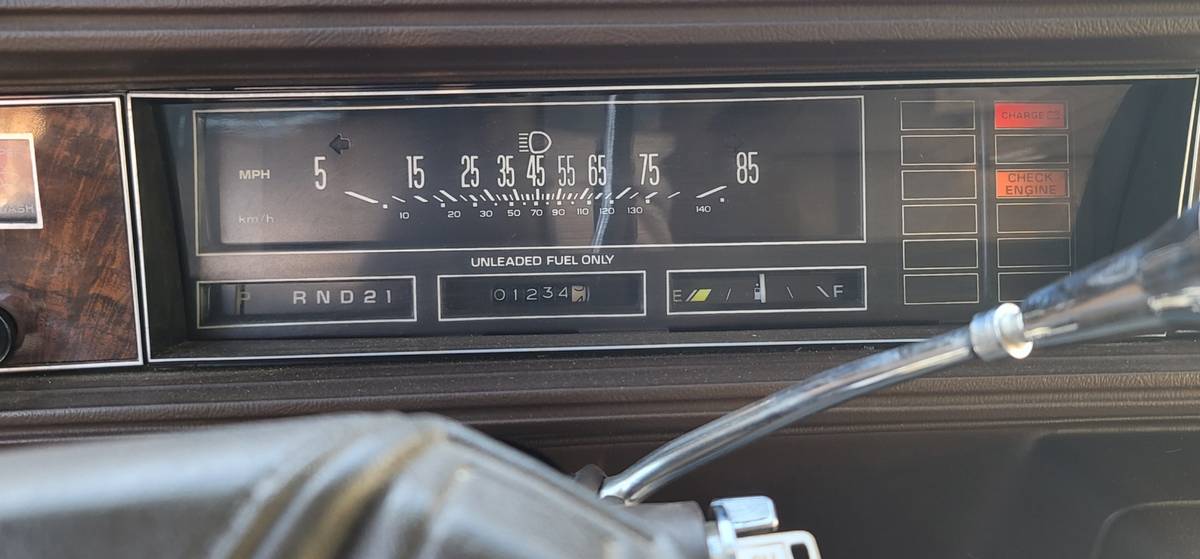 MPH 5 15 25 35 45 55 65 75 85
km/h 10 20 30 50 70 90 110 120 130 140
UNLEADED FUEL ONLY
P R N D 2 1
01234
E F
CHARGE
CHECK
ENGINE